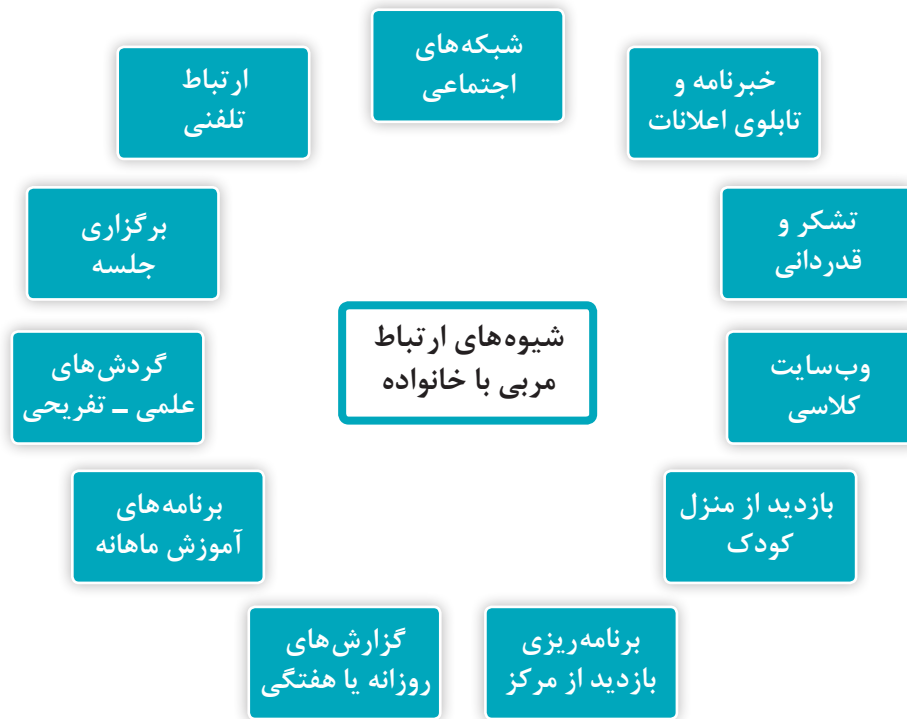 شبکه‌های
اجتماعی
خبرنامه و
تابلوی اعلانات
تشکر و
قدردانی
وب‌سایت
کلاسی
بازدید از منزل
کودک
برنامه‌ریزی
بازدید از مرکز
گزارش‌های
روزانه یا هفتگی
برنامه‌های
آموزش ماهانه
گردش‌های
علمی ـ تفریحی
برگزاری
جلسه
ارتباط
تلفنی
شیوه‌های ارتباط
مربی با خانواده